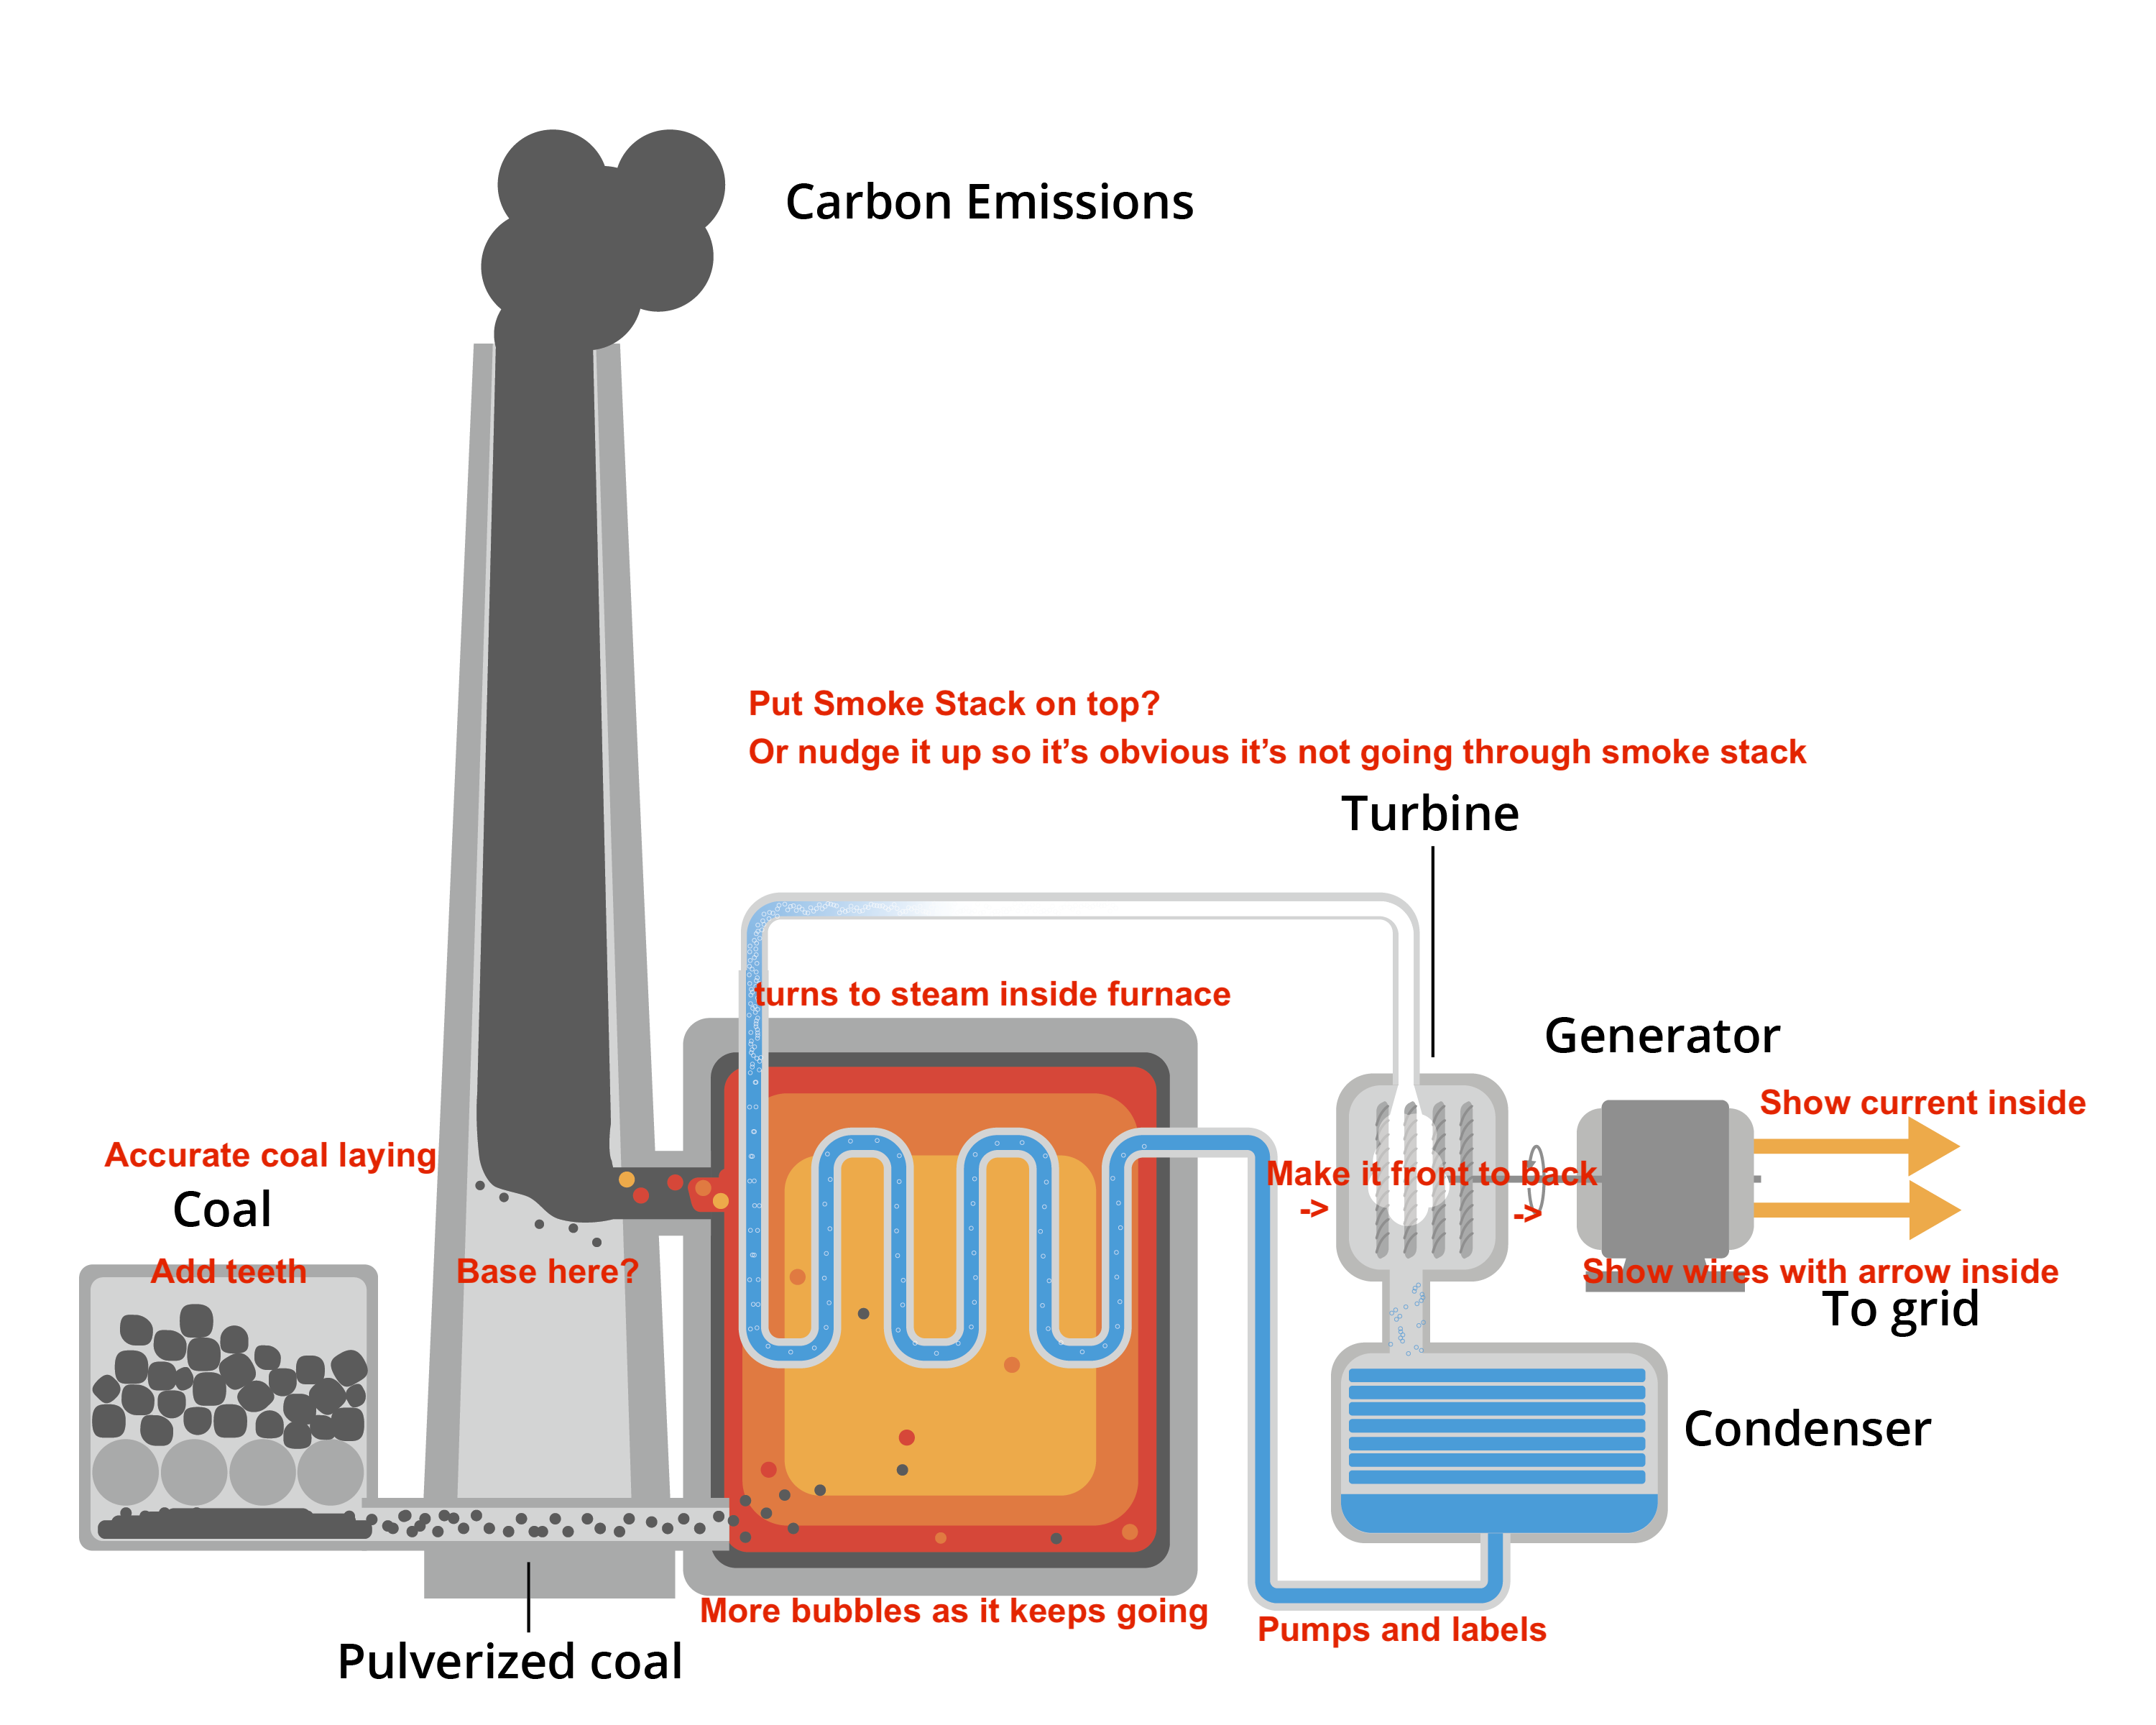 Carbon Emissions
Put Smoke Stack on top?
Or nudge it up so it’s obvious it’s not going through smoke stack
Turbine
turns to steam inside furnace
Generator
Show current inside
Accurate coal laying
Make it front to back
->
->
Coal
Add teeth
Base here?
Show wires with arrow inside
To grid
Condenser
More bubbles as it keeps going
Pumps and labels
Pulverized coal